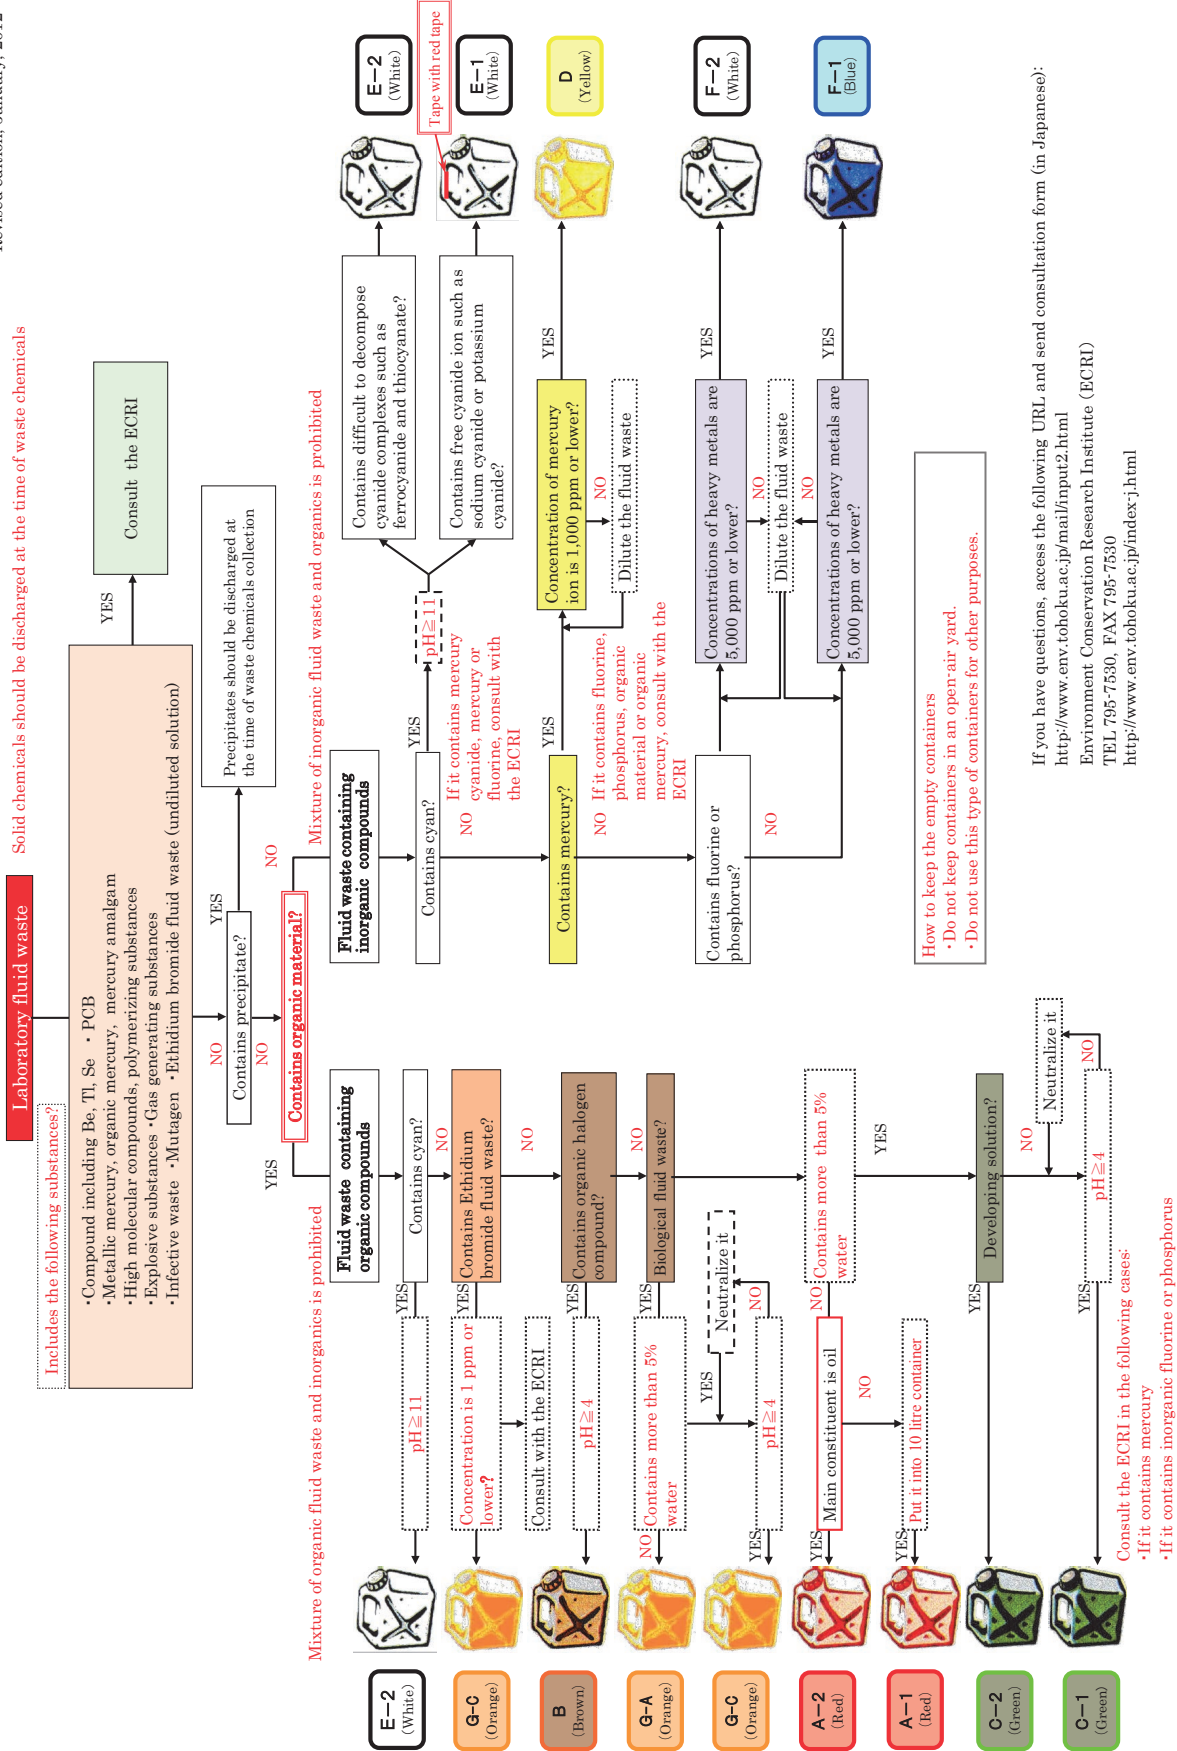 Laboratory fluid waste
Solid chemicals should be discharged at the time of waste chemicals
Includes the following substances?
・Compound including Be, Tl, Se ・PCB
・Metallic mercury, organic mercury, mercury amalgam
・High molecular compounds, polymerizing substances
・Explosive substances ・Gas generating substances
・Infective waste ・Mutagen ・Ethidium bromide fluid waste (undiluted solution)
YES
Consult the ECRI
NO
Contains precipitate?
YES
Precipitates should be discharged at
the time of waste chemicals collection
NO
Contains organic material?
YES
NO
Mixture of organic fluid waste and inorganics is prohibited
Fluid waste containing
organic compounds
Contains cyan?
YES
pH≧11
E－2
(White)
NO
Contains Ethidium
bromide fluid waste?
YES
Concentration is 1 ppm or
lower?
G-C
(Orange)
Consult with the ECRI
NO
Contains organic halogen
compound?
YES
pH≧4
B
(Brown)
NO
Biological fluid waste?
YES
Contains more than 5%
water
NO
G-A
(Orange)
YES
Neutralize it
NO
pH≧4
YES
G-C
(Orange)
Contains more than 5%
water
NO
Main constituent is oil
YES
A－2
(Red)
NO
Put it into 10 litre container
YES
A－1
(Red)
YES
Developing solution?
YES
C－2
(Green)
NO
Neutralize it
NO
pH≧4
YES
C－1
(Green)
Consult the ECRI in the following cases:
・If it contains mercury
・If it contains inorganic fluorine or phosphorus
Mixture of inorganic fluid waste and organics is prohibited
Fluid waste containing
inorganic compounds
Contains cyan?
YES
pH≧11
Contains difficult to decompose
cyanide complexes such as
ferrocyanide and thiocyanate?
E－2
(White)
Contains free cyanide ion such as
sodium cyanide or potassium
cyanide?
Tape with red tape
E－1
(White)
NO
If it contains mercury
cyanide, mercury or
fluorine, consult with
the ECRI
Contains mercury?
YES
Concentration of mercury
ion is 1,000 ppm or lower?
YES
D
(Yellow)
NO
Dilute the fluid waste
NO
If it contains fluorine,
phosphorus, organic
material or organic
mercury, consult with the
ECRI
Contains fluorine or
phosphorus?
Concentrations of heavy metals are
5,000 ppm or lower?
YES
F－2
(White)
NO
Dilute the fluid waste
NO
NO
Concentrations of heavy metals are
5,000 ppm or lower?
YES
F－1
(Blue)
How to keep the empty containers
・Do not keep containers in an open-air yard.
・Do not use this type of containers for other purposes.
If you have questions, access the following URL and send consultation form (in Japanese):
http://www.env.tohoku.ac.jp/mail/input2.html
Environment Conservation Research Institute (ECRI)
TEL 795-7530, FAX 795-7530
http://www.env.tohoku.ac.jp/index-j.html